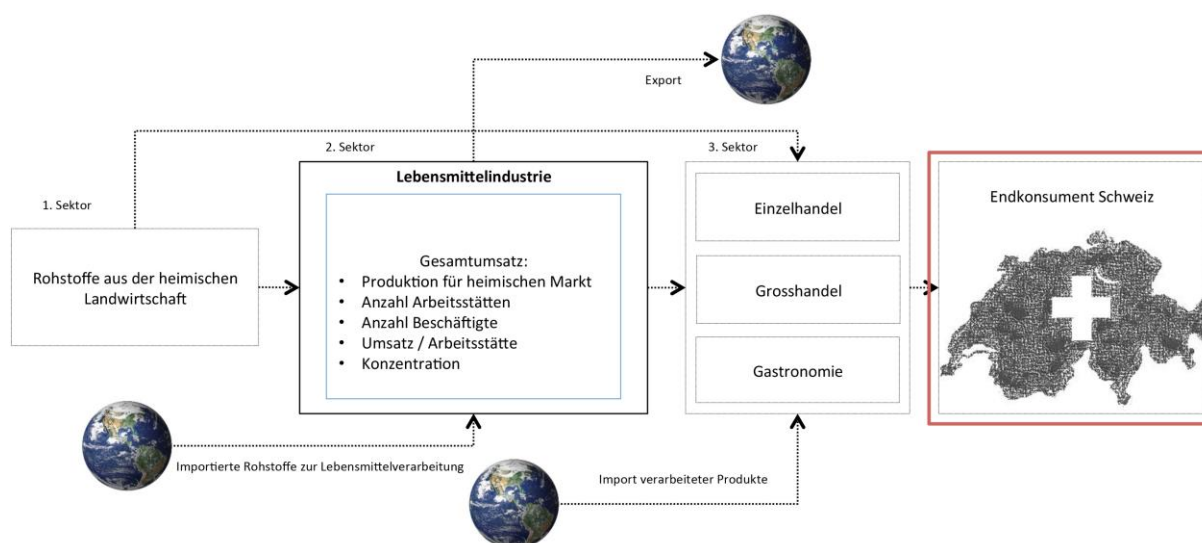 Export
2. Sektor
3. Sektor
Lebensmittelindustrie
1. Sektor
Einzelhandel
Endkonsument Schweiz
Rohstoffe aus der heimischen
Landwirtschaft
Gesamtumsatz:
• Produktion für heimischen Markt
• Anzahl Arbeitsstätten
• Anzahl Beschäftigte
• Umsatz / Arbeitsstätte
• Konzentration
Grosshandel
Gastronomie
Importierte Rohstoffe zur Lebensmittelverarbeitung
Import verarbeiteter Produkte